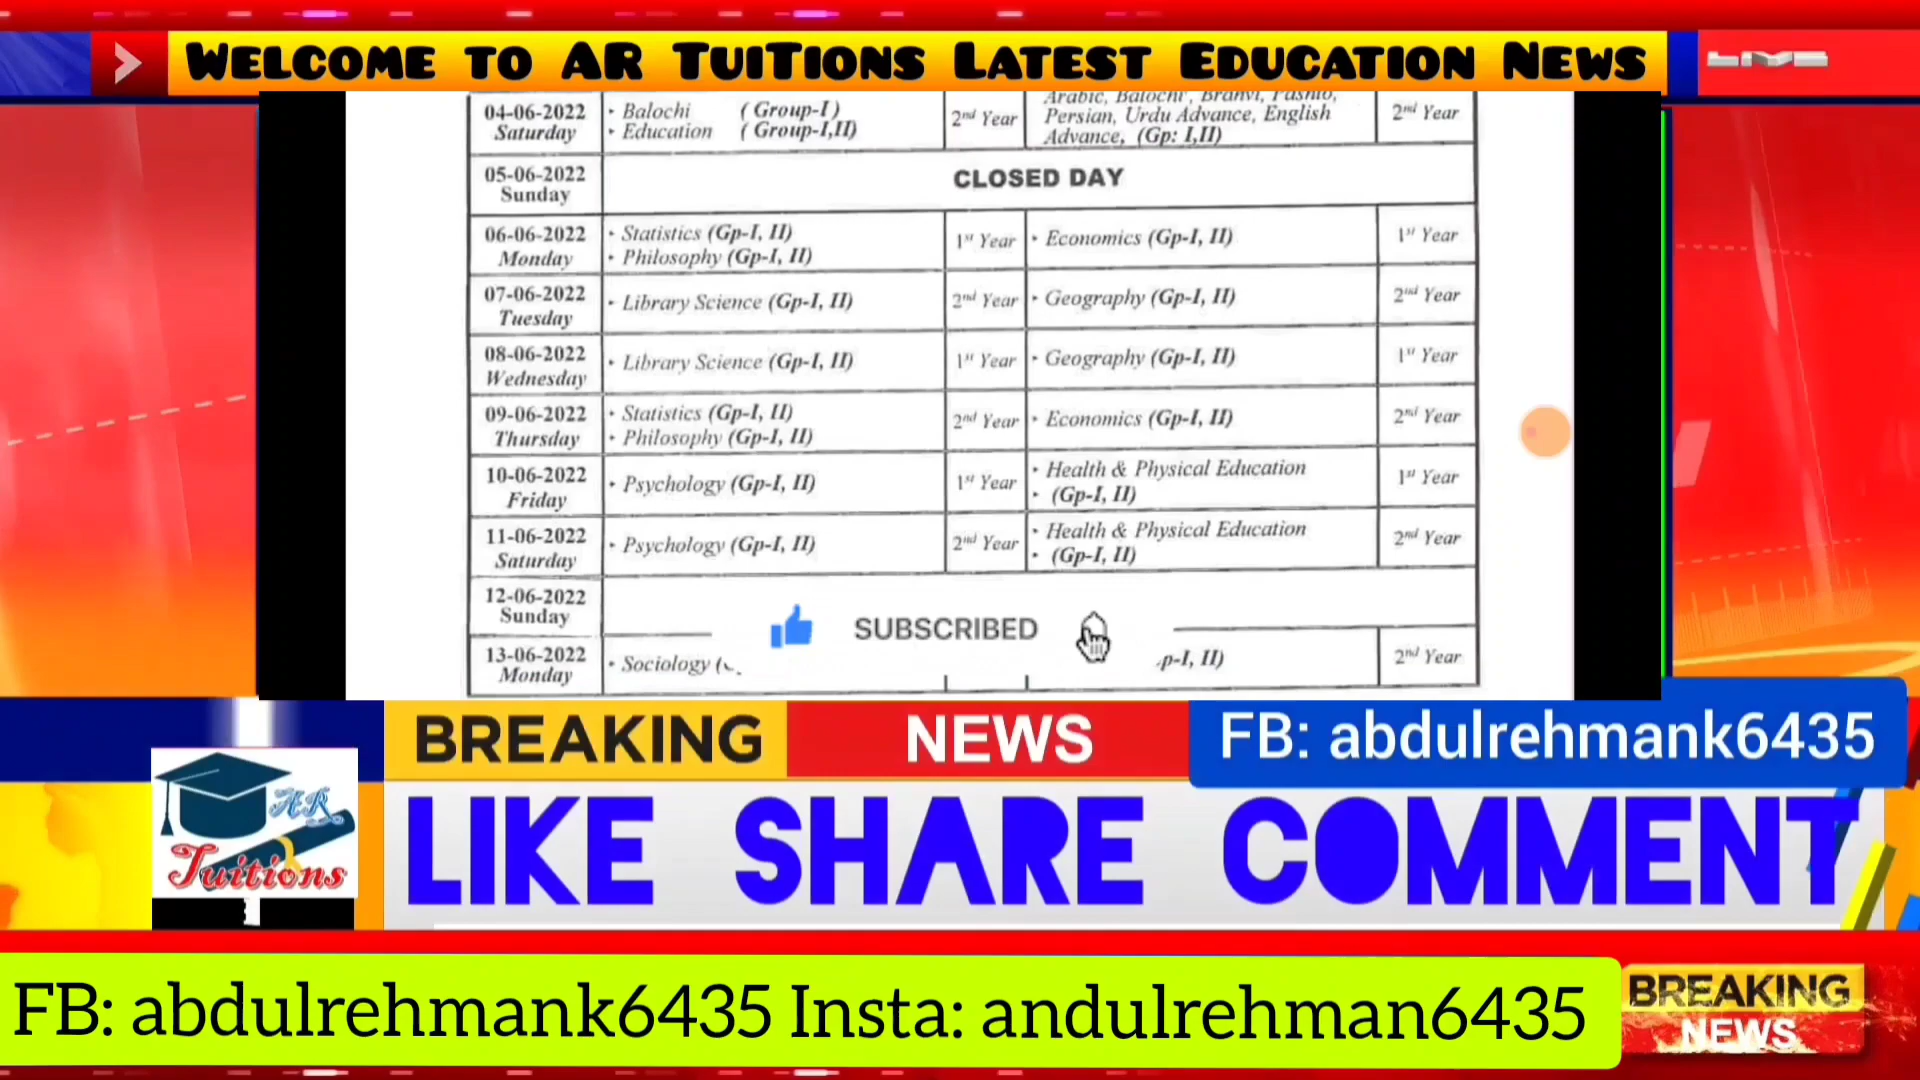 WELCOME TO AR TUITIONS LATEST EDUCATION NEWS
LIVE
04-06-2022 Saturday
• Balochi ( Group-I )
• Education ( Group-I,II)
2nd Year
Arabic, Balochi, Brahvi, Pashto,
Persian, Urdu Advance, English
Advance, (Gp: I,II)
2nd Year
05-06-2022 Sunday
CLOSED DAY
06-06-2022 Monday
• Statistics (Gp-I, II)
• Philosophy (Gp-I, II)
1st Year
• Economics (Gp-I, II)
1st Year
07-06-2022 Tuesday
• Library Science (Gp-I, II)
2nd Year
• Geography (Gp-I, II)
2nd Year
08-06-2022 Wednesday
• Library Science (Gp-I, II)
1st Year
• Geography (Gp-I, II)
1st Year
09-06-2022 Thursday
• Statistics (Gp-I, II)
• Philosophy (Gp-I, II)
2nd Year
• Economics (Gp-I, II)
2nd Year
10-06-2022 Friday
• Psychology (Gp-I, II)
1st Year
• Health & Physical Education
• (Gp-I, II)
1st Year
11-06-2022 Saturday
• Psychology (Gp-I, II)
2nd Year
• Health & Physical Education
• (Gp-I, II)
2nd Year
12-06-2022 Sunday
SUBSCRIBED
13-06-2022 Monday
• Sociology
p-I, II)
2nd Year
BREAKING NEWS
FB: abdulrehmank6435
AR
Tuitions
LIKE SHARE COMMENT
FB: abdulrehmank6435 Insta: andulrehman6435
BREAKING
NEWS